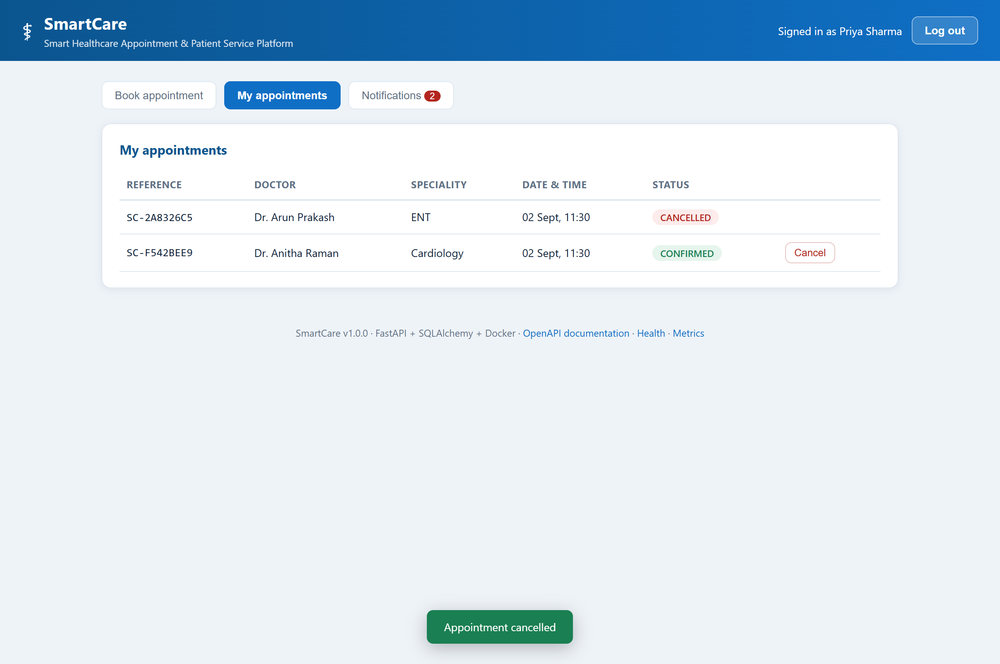 SmartCare
Smart Healthcare Appointment & Patient Service Platform
Signed in as Priya Sharma
Log out
Book appointment
My appointments
Notifications 2
My appointments
REFERENCE DOCTOR SPECIALITY DATE & TIME STATUS
SC-2A8326C5 Dr. Arun Prakash ENT 02 Sept, 11:30 CANCELLED
SC-F542BEE9 Dr. Anitha Raman Cardiology 02 Sept, 11:30 CONFIRMED Cancel
SmartCare v1.0.0 · FastAPI + SQLAlchemy + Docker · OpenAPI documentation · Health · Metrics
Appointment cancelled